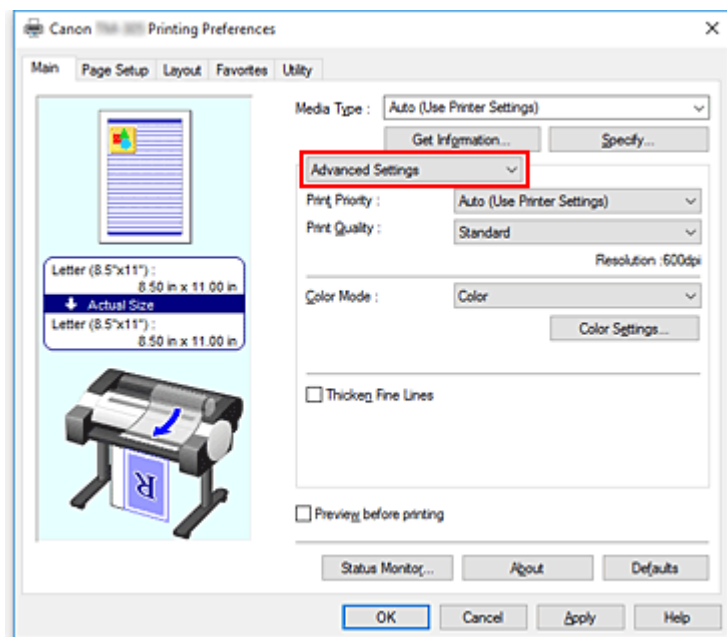 Canon Printing Preferences
Main Page Setup Layout Favorites Utility
Media Type : Auto (Use Printer Settings)
Get Information... Specify...
Advanced Settings
Print Priority : Auto (Use Printer Settings)
Print Quality : Standard
Resolution :600dpi
Color Mode : Color
Color Settings...
Thicken Fine Lines
Letter (8.5"x11") :
8.50 in x 11.00 in
Actual Size
Letter (8.5"x11") :
8.50 in x 11.00 in
R
Preview before printing
Status Monitor... About Defaults
OK Cancel Apply Help